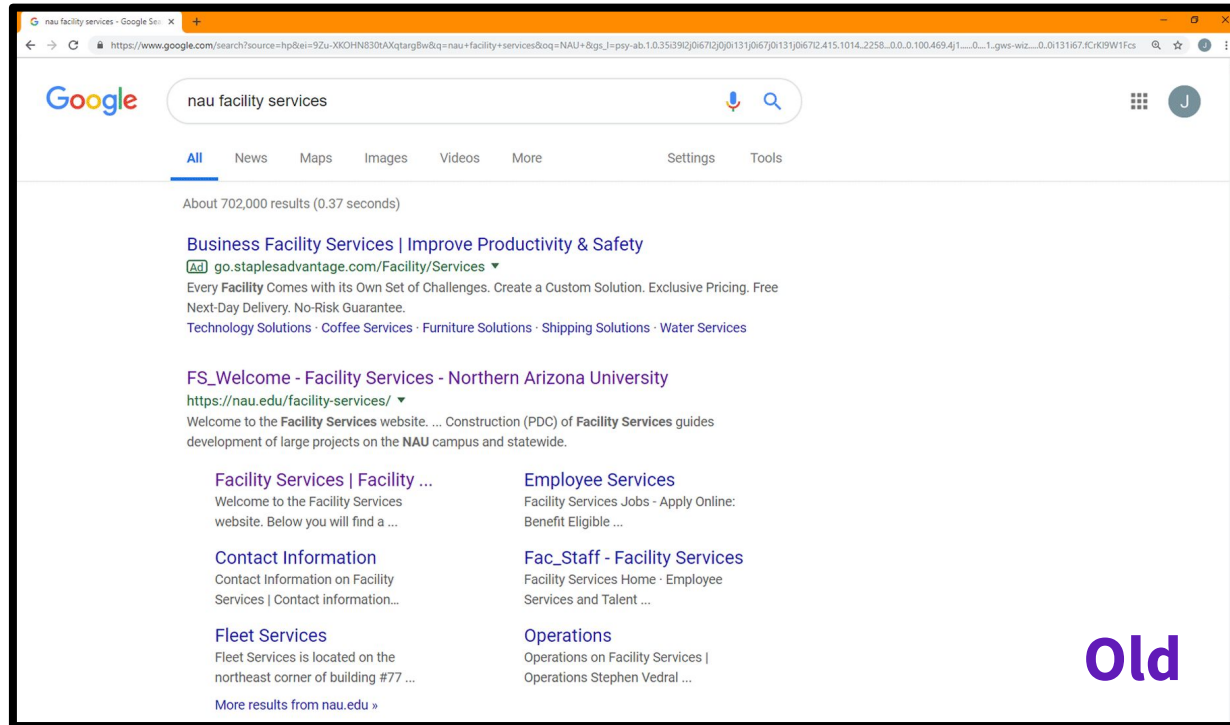 nau facility services - Google Sea
https://www.google.com/search?source=hp&ei=9Zu-XKOHN830tAXqtargBw&q=nau+facility+services&oq=NAU+&gs_l=psy-ab.1.0.35i39l2j0i67l2j0j0i131j0i67j0i131j0i67l2.415.1014..2258...0.0..0.100.469.4j1......0....1..gws-wiz.....0..0i131i67.fCrKI9W1Fcs
J
Google
nau facility services
J
All News Maps Images Videos More Settings Tools
About 702,000 results (0.37 seconds)
Business Facility Services | Improve Productivity & Safety
Ad go.staplesadvantage.com/Facility/Services
Every Facility Comes with its Own Set of Challenges. Create a Custom Solution. Exclusive Pricing. Free
Next-Day Delivery. No-Risk Guarantee.
Technology Solutions · Coffee Services · Furniture Solutions · Shipping Solutions · Water Services
FS_Welcome - Facility Services - Northern Arizona University
https://nau.edu/facility-services/
Welcome to the Facility Services website. ... Construction (PDC) of Facility Services guides
development of large projects on the NAU campus and statewide.
Facility Services | Facility ...
Welcome to the Facility Services
website. Below you will find a ...
Employee Services
Facility Services Jobs - Apply Online:
Benefit Eligible ...
Contact Information
Contact Information on Facility
Services | Contact information...
Fac_Staff - Facility Services
Facility Services Home · Employee
Services and Talent ...
Fleet Services
Fleet Services is located on the
northeast corner of building #77 ...
Operations
Operations on Facility Services |
Operations Stephen Vedral ...
More results from nau.edu »
Old